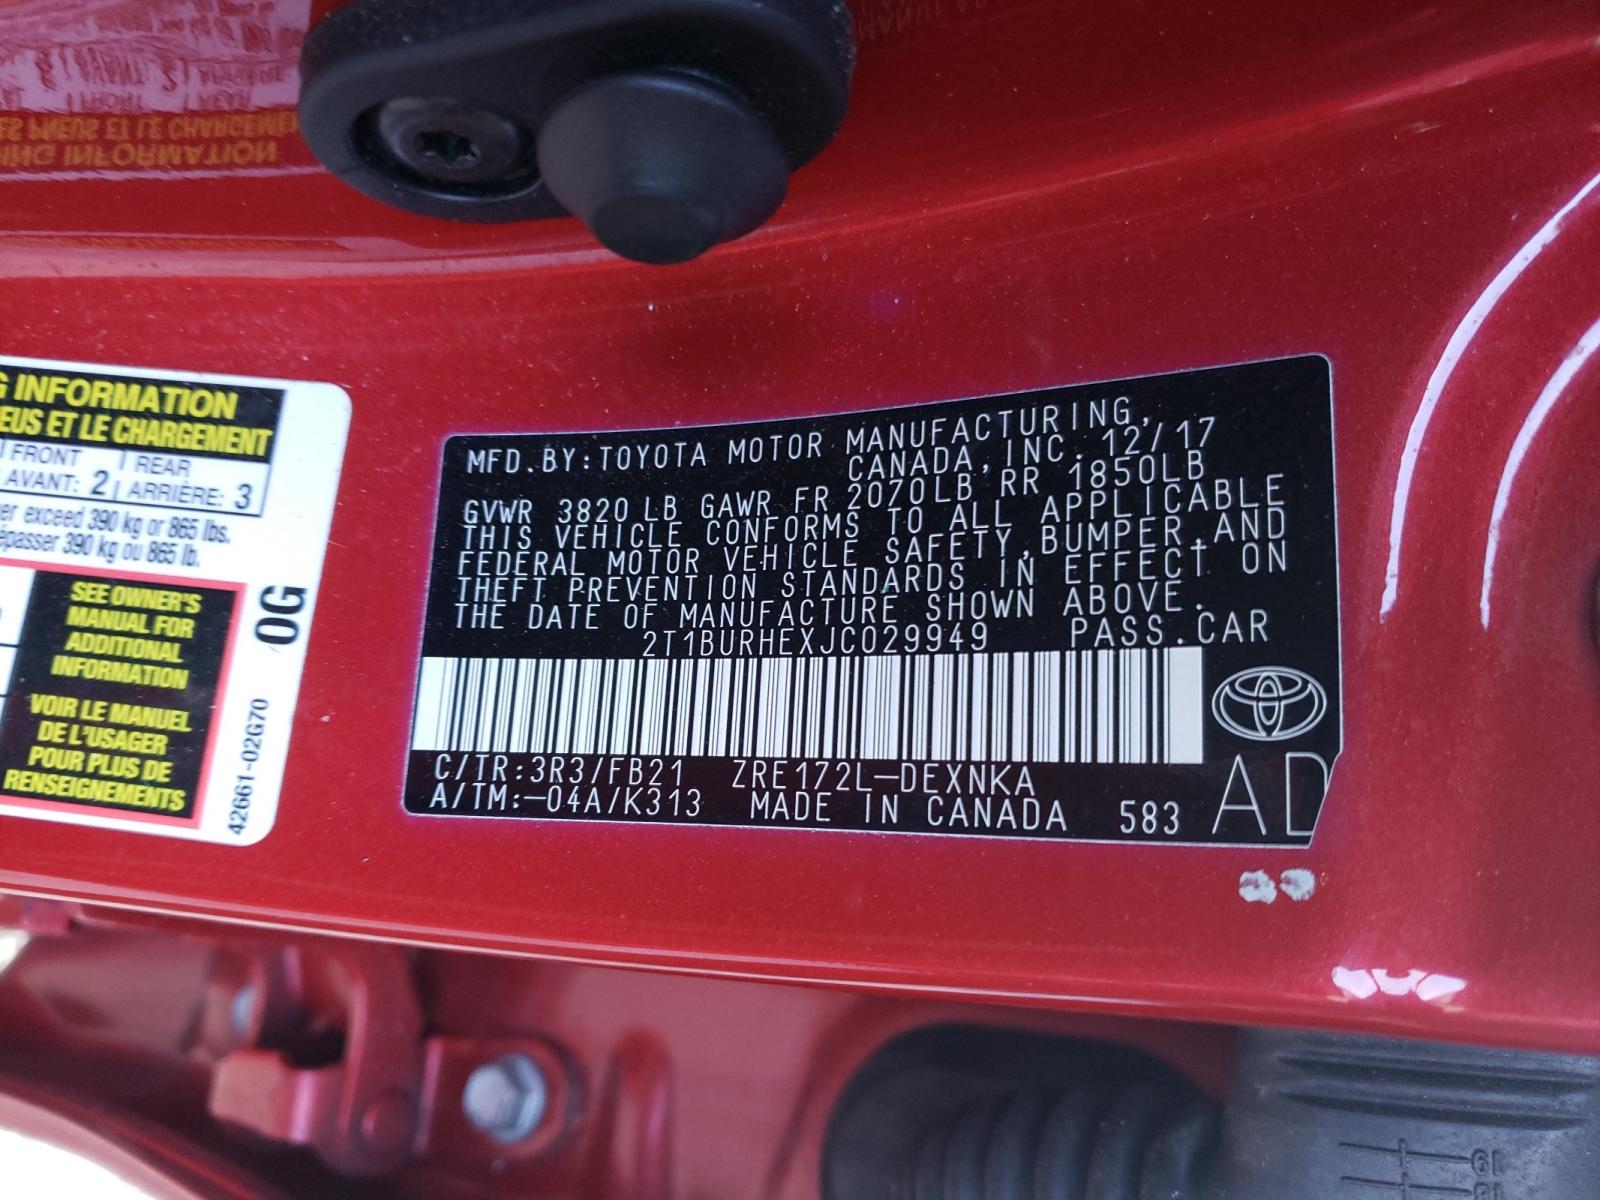 G INFORMATION
EUS ET LE CHARGEMENT
FRONT
AVANT: 2
REAR
ARRIÈRE: 3
exceed 390 kg or 865 lbs.
390 kg ou 865 lb.
SEE OWNER'S
MANUAL FOR
ADDITIONAL
INFORMATION
VOIR LE MANUEL
DE L'USAGER
POUR PLUS DE
RENSEIGNEMENTS
42661-02G70
0G
MFD.BY:TOYOTA MOTOR MANUFACTURING,
CANADA,INC. 12/17
GVWR 3820 LB GAWR FR 2070LB RR 1850LB
THIS VEHICLE CONFORMS TO ALL APPLICABLE
FEDERAL MOTOR VEHICLE SAFETY,BUMPER,AND
THEFT PREVENTION STANDARDS IN EFFECT ON
THE DATE OF MANUFACTURE SHOWN ABOVE.
2T1BURHEXJC029949 PASS.CAR
C/TR:3R3/FB21 ZRE172L-DEXNKA
A/TM:-04A/K313 MADE IN CANADA 583
AD